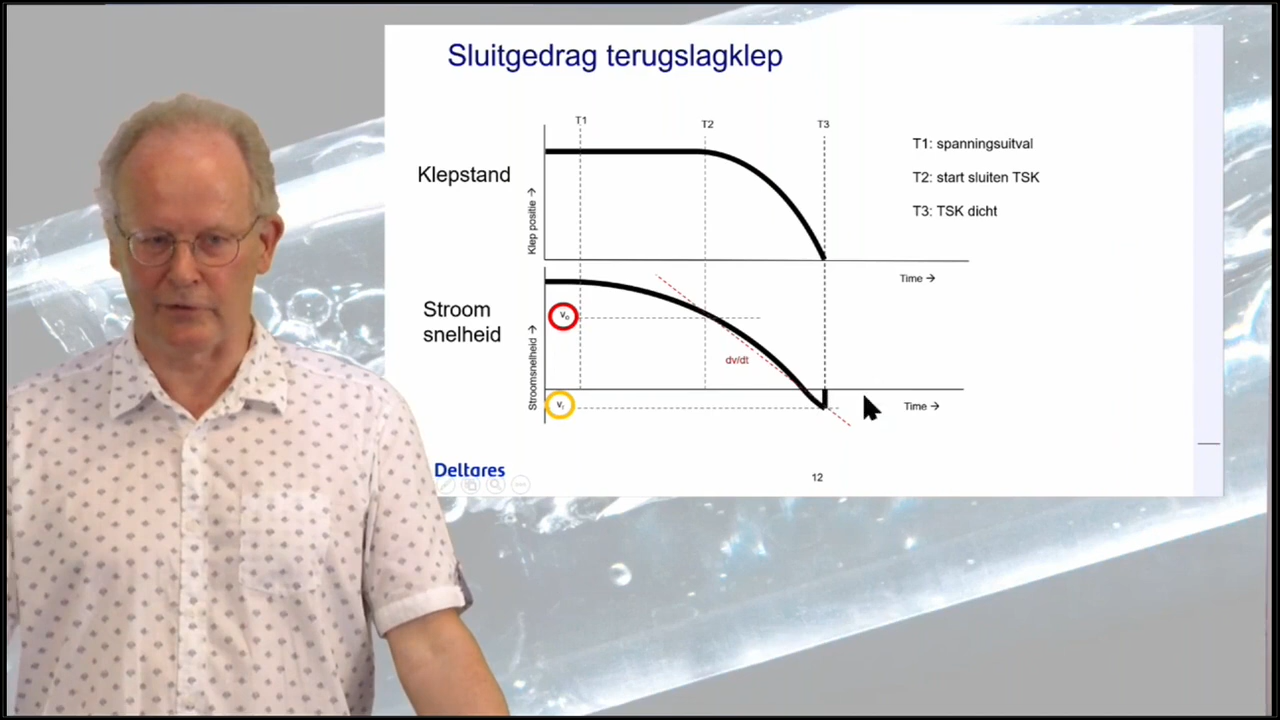 Sluitgedrag terugslagklep
T1
T2
T3
T1: spanningsuitval
T2: start sluiten TSK
T3: TSK dicht
Klepstand
Klep positie →
Time →
Stroom
snelheid
Stroomsnelheid →
v₀
dv/dt
vᵣ
Time →
Deltares
12